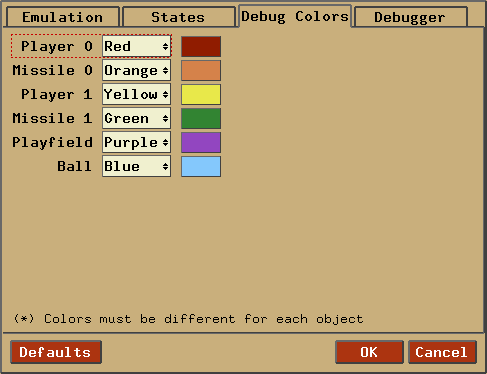 Emulation States Debug Colors Debugger
Player 0 Red
Missile 0 Orange
Player 1 Yellow
Missile 1 Green
Playfield Purple
Ball Blue
(*) Colors must be different for each object
Defaults OK Cancel